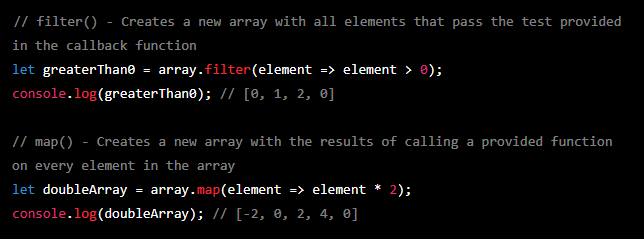 // filter() - Creates a new array with all elements that pass the test provided
in the callback function
let greaterThan0 = array.filter(element => element > 0);
console.log(greaterThan0); // [0, 1, 2, 0]

// map() - Creates a new array with the results of calling a provided function
on every element in the array
let doubleArray = array.map(element => element * 2);
console.log(doubleArray); // [-2, 0, 2, 4, 0]